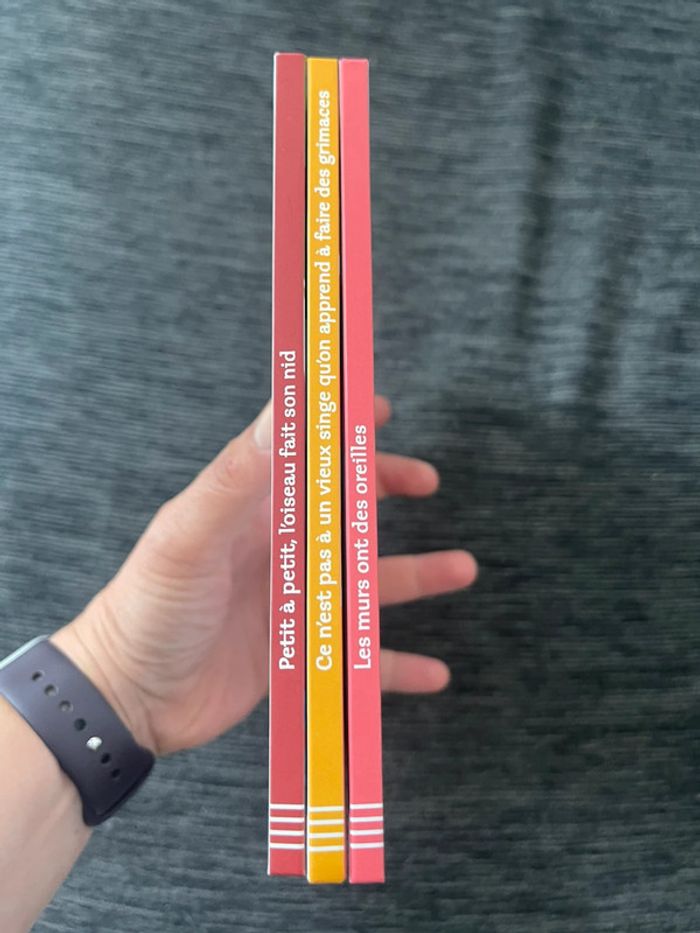 Petit à petit, l'oiseau fait son nid
Ce n'est pas à un vieux singe qu'on apprend à faire des grimaces
Les murs ont des oreilles